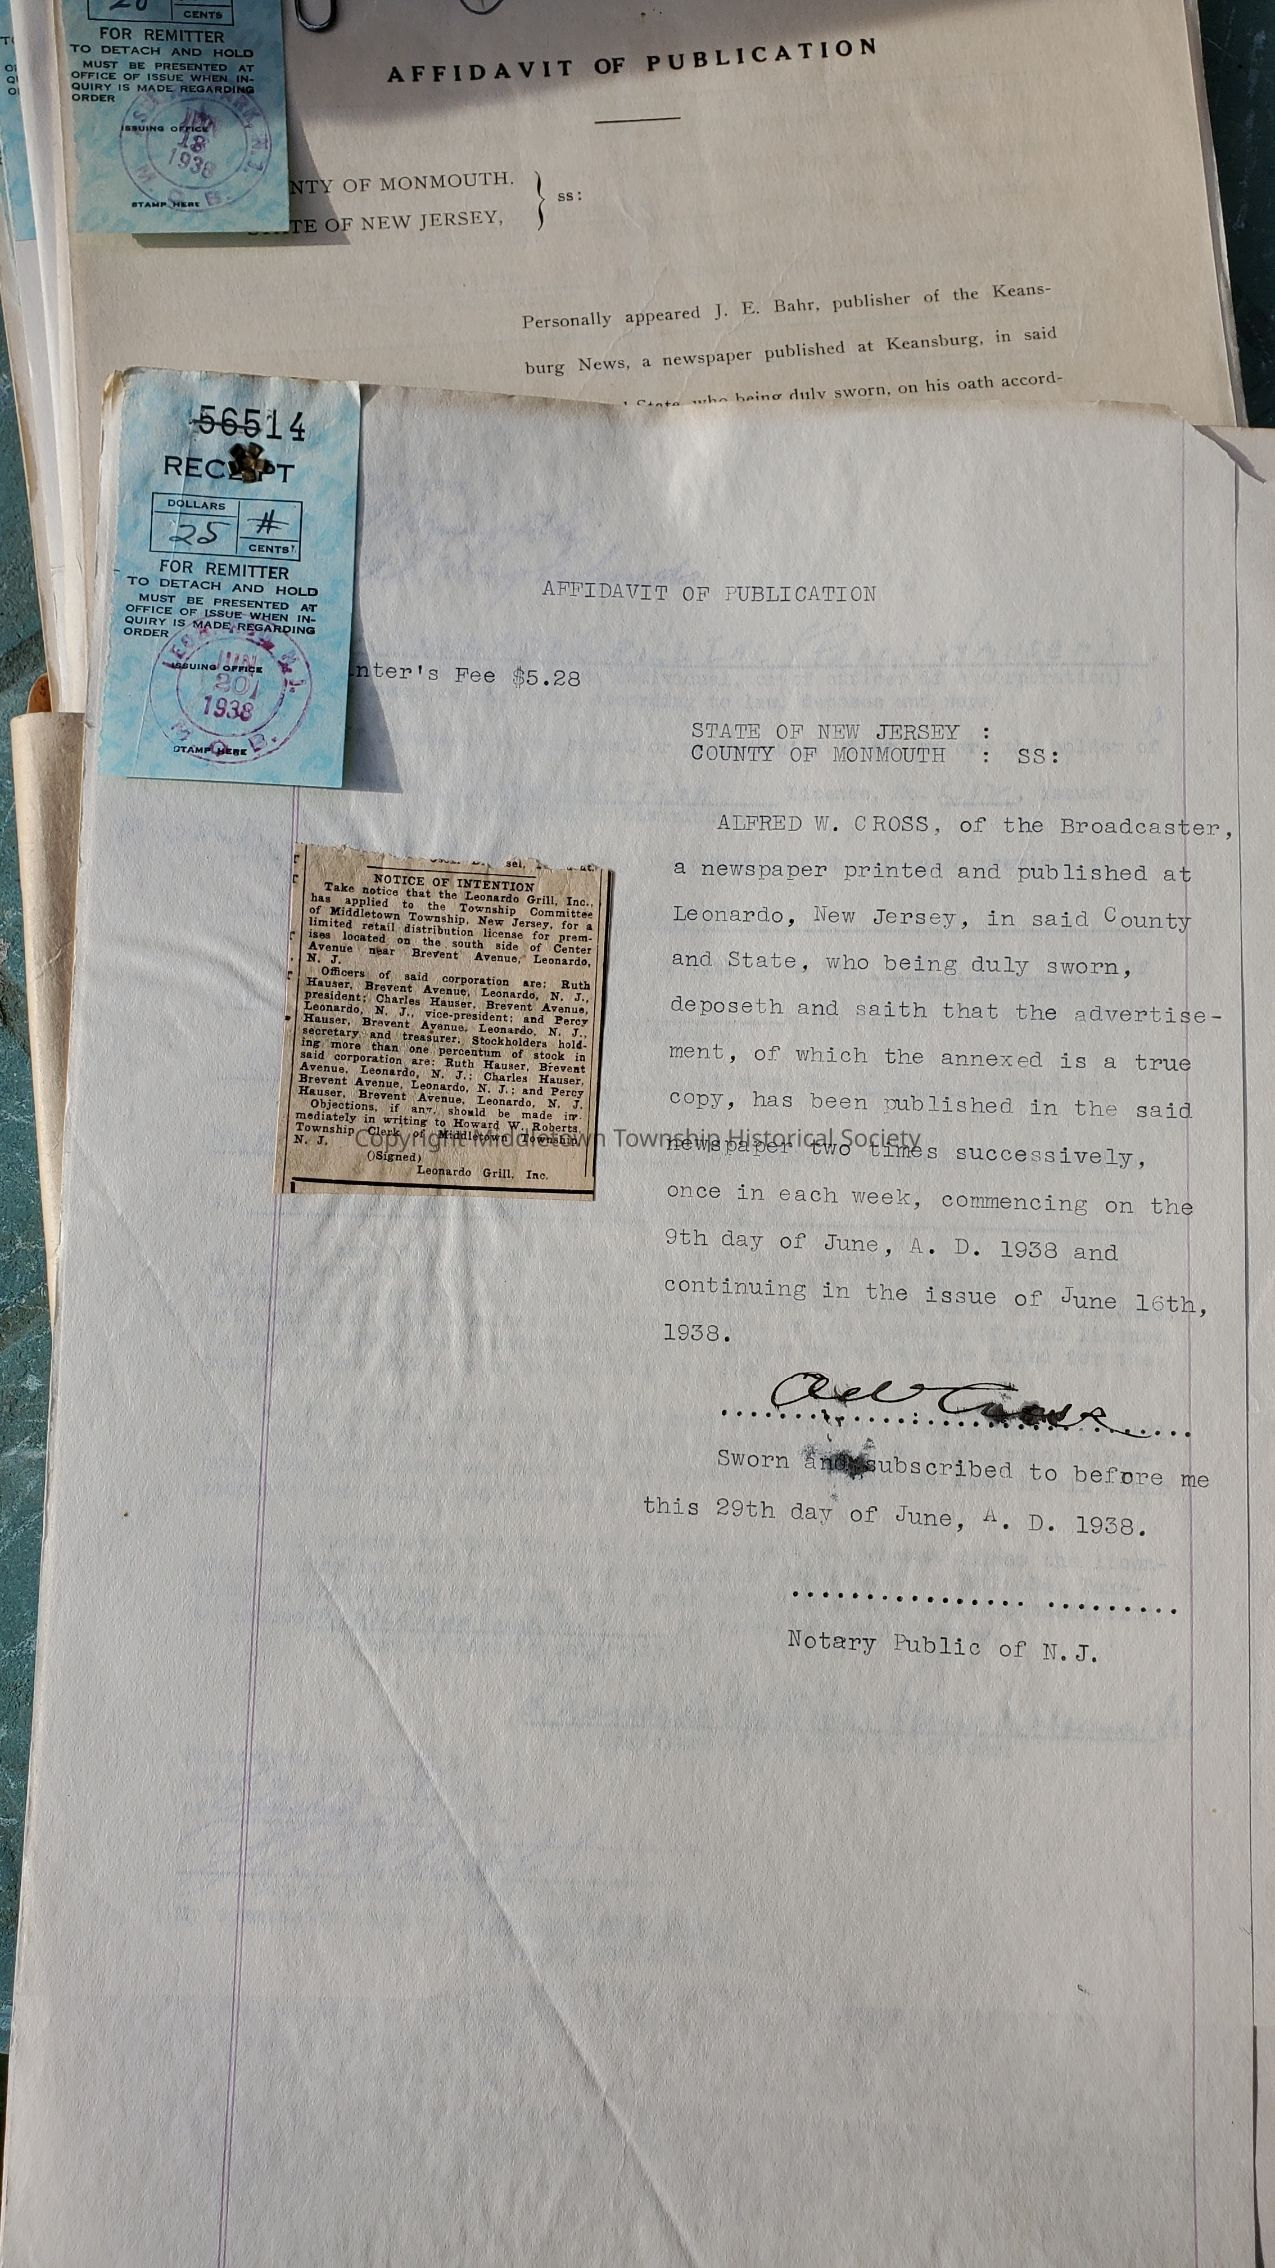 CENTS
FOR REMITTER
TO DETACH AND HOLD
MUST BE PRESENTED AT
OFFICE OF ISSUE WHEN IN-
QUIRY IS MADE REGARDING
ORDER
ISSUING OFFICE
18
1938
M. O. B.
STAMP HERE
AFFIDAVIT OF PUBLICATION
NTY OF MONMOUTH.
TE OF NEW JERSEY,
ss:
Personally appeared J. E. Bahr, publisher of the Keans-
burg News, a newspaper published at Keansburg, in said
State, who being duly sworn, on his oath accord-
56514
RECEIPT
DOLLARS
25
CENTS
FOR REMITTER
TO DETACH AND HOLD
MUST BE PRESENTED AT
OFFICE OF ISSUE WHEN IN-
QUIRY IS MADE REGARDING
ORDER
ISSUING OFFICE
JUN
20
1938
M. O. B.
STAMP HERE
AFFIDAVIT OF PUBLICATION
nter's Fee $5.28
STATE OF NEW JERSEY :
COUNTY OF MONMOUTH : SS:
ALFRED W. CROSS, of the Broadcaster,
a newspaper printed and published at
Leonardo, New Jersey, in said County
and State, who being duly sworn,
deposeth and saith that the advertise-
ment, of which the annexed is a true
copy, has been published in the said
newspaper two times successively,
once in each week, commencing on the
9th day of June, A. D. 1938 and
continuing in the issue of June 16th,
1938.
Sworn and subscribed to before me
this 29th day of June, A. D. 1938.
Notary Public of N.J.
NOTICE OF INTENTION
Take notice that the Leonardo Grill, Inc.,
has applied to the Township Committee
of Middletown Township, New Jersey, for a
limited retail distribution license for prem-
ises located on the south side of Center
Avenue near Brevent Avenue, Leonardo,
N. J.
Officers of said corporation are: Ruth
Hauser, Brevent Avenue, Leonardo, N. J.,
president; Charles Hauser, Brevent Avenue,
Leonardo, N. J., vice-president; and Percy
Hauser, Brevent Avenue, Leonardo, N. J.,
secretary and treasurer. Stockholders hold-
ing more than one percentum of stock in
said corporation are: Ruth Hauser, Brevent
Avenue, Leonardo, N. J.; Charles Hauser,
Brevent Avenue, Leonardo, N. J.; and Percy
Hauser, Brevent Avenue, Leonardo, N. J.
Objections, if any, should be made im-
mediately in writing to Howard W. Roberts,
Township Clerk of Middletown Township,
N. J.
()Signed)
Leonardo Grill, Inc.
Copyright Middletown Township Historical Society